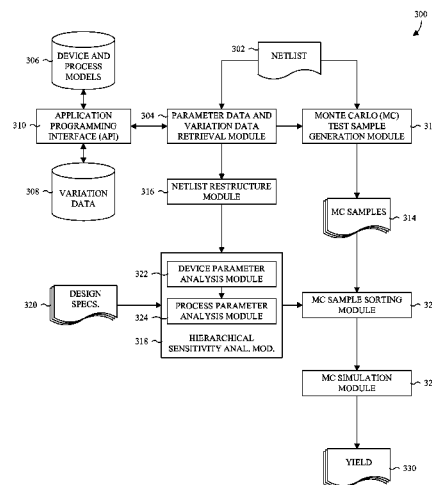 300
306
DEVICE AND
PROCESS
MODELS
302
NETLIST
310
APPLICATION
PROGRAMMING
INTERFACE (API)
304
PARAMETER DATA AND
VARIATION DATA
RETRIEVAL MODULE
MONTE CARLO (MC)
TEST SAMPLE
GENERATION MODULE
31
308
VARIATION
DATA
316
NETLIST RESTRUCTURE
MODULE
MC SAMPLES
314
320
DESIGN
SPECS.
322
DEVICE PARAMETER
ANALYSIS MODULE
324
PROCESS PARAMETER
ANALYSIS MODULE
318
HIERARCHICAL
SENSITIVITY ANAL. MOD.
MC SAMPLE SORTING
MODULE
32
MC SIMULATION
MODULE
32
YIELD
330